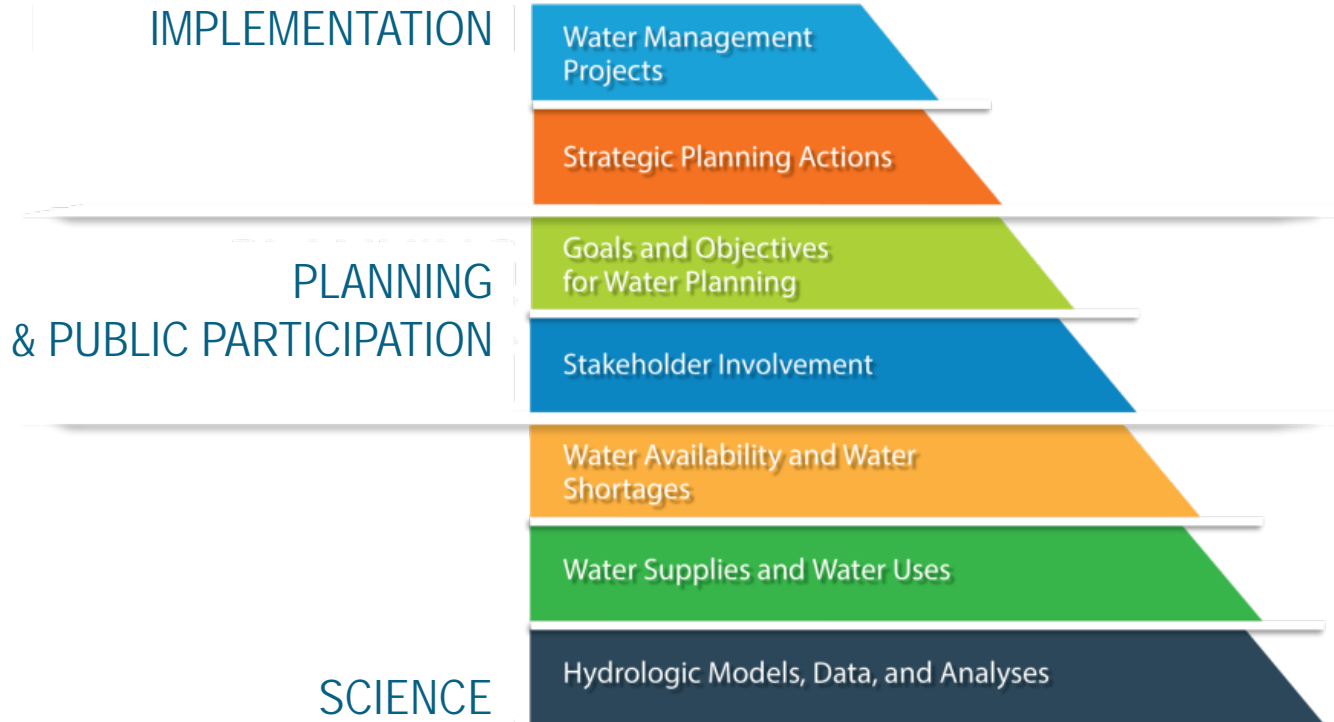 IMPLEMENTATION
Water Management
Projects
Strategic Planning Actions
PLANNING
& PUBLIC PARTICIPATION
Goals and Objectives
for Water Planning
Stakeholder Involvement
Water Availability and Water
Shortages
Water Supplies and Water Uses
SCIENCE
Hydrologic Models, Data, and Analyses